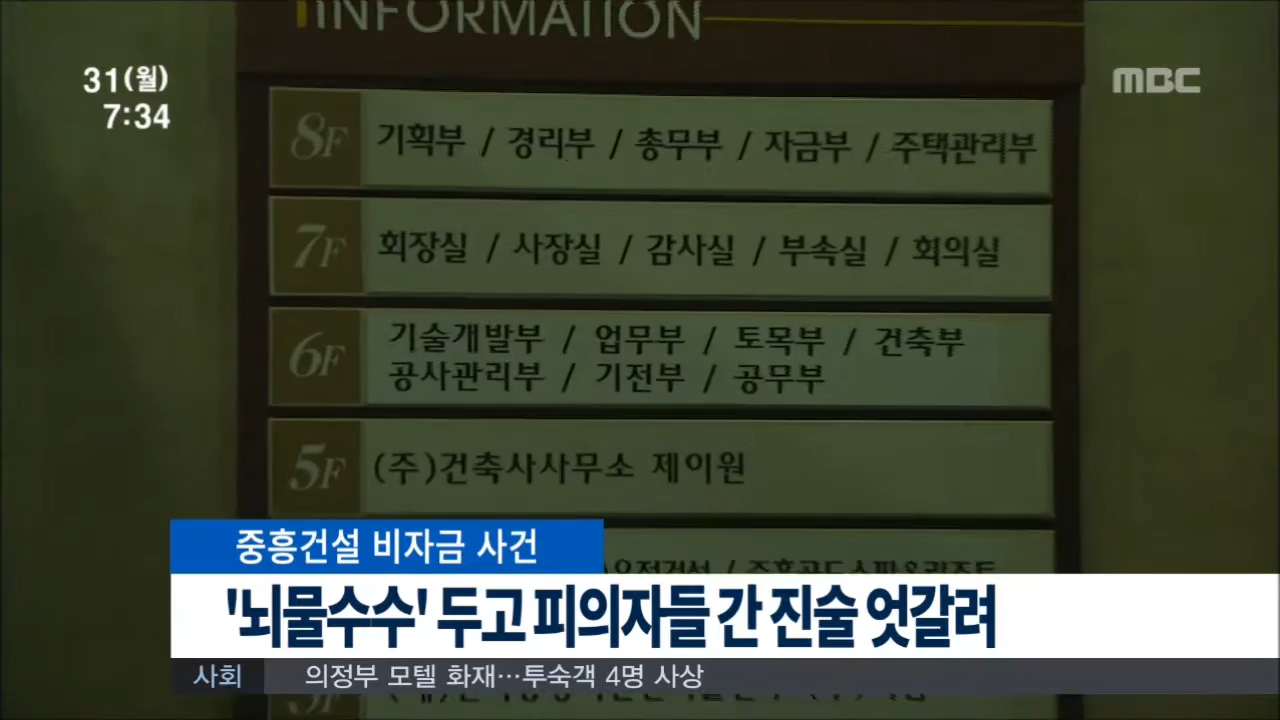 INFORMATION
31(월)
7:34
MBC
8F 기획부 / 경리부 / 총무부 / 자금부 / 주택관리부
7F 회장실 / 사장실 / 감사실 / 부속실 / 회의실
6F 기술개발부 / 업무부 / 토목부 / 건축부
공사관리부 / 기전부 / 공무부
5F (주)건축사사무소 제이원
중흥건설 비자금 사건
'뇌물수수' 두고 피의자들 간 진술 엇갈려
사회 의정부 모텔 화재…투숙객 4명 사상